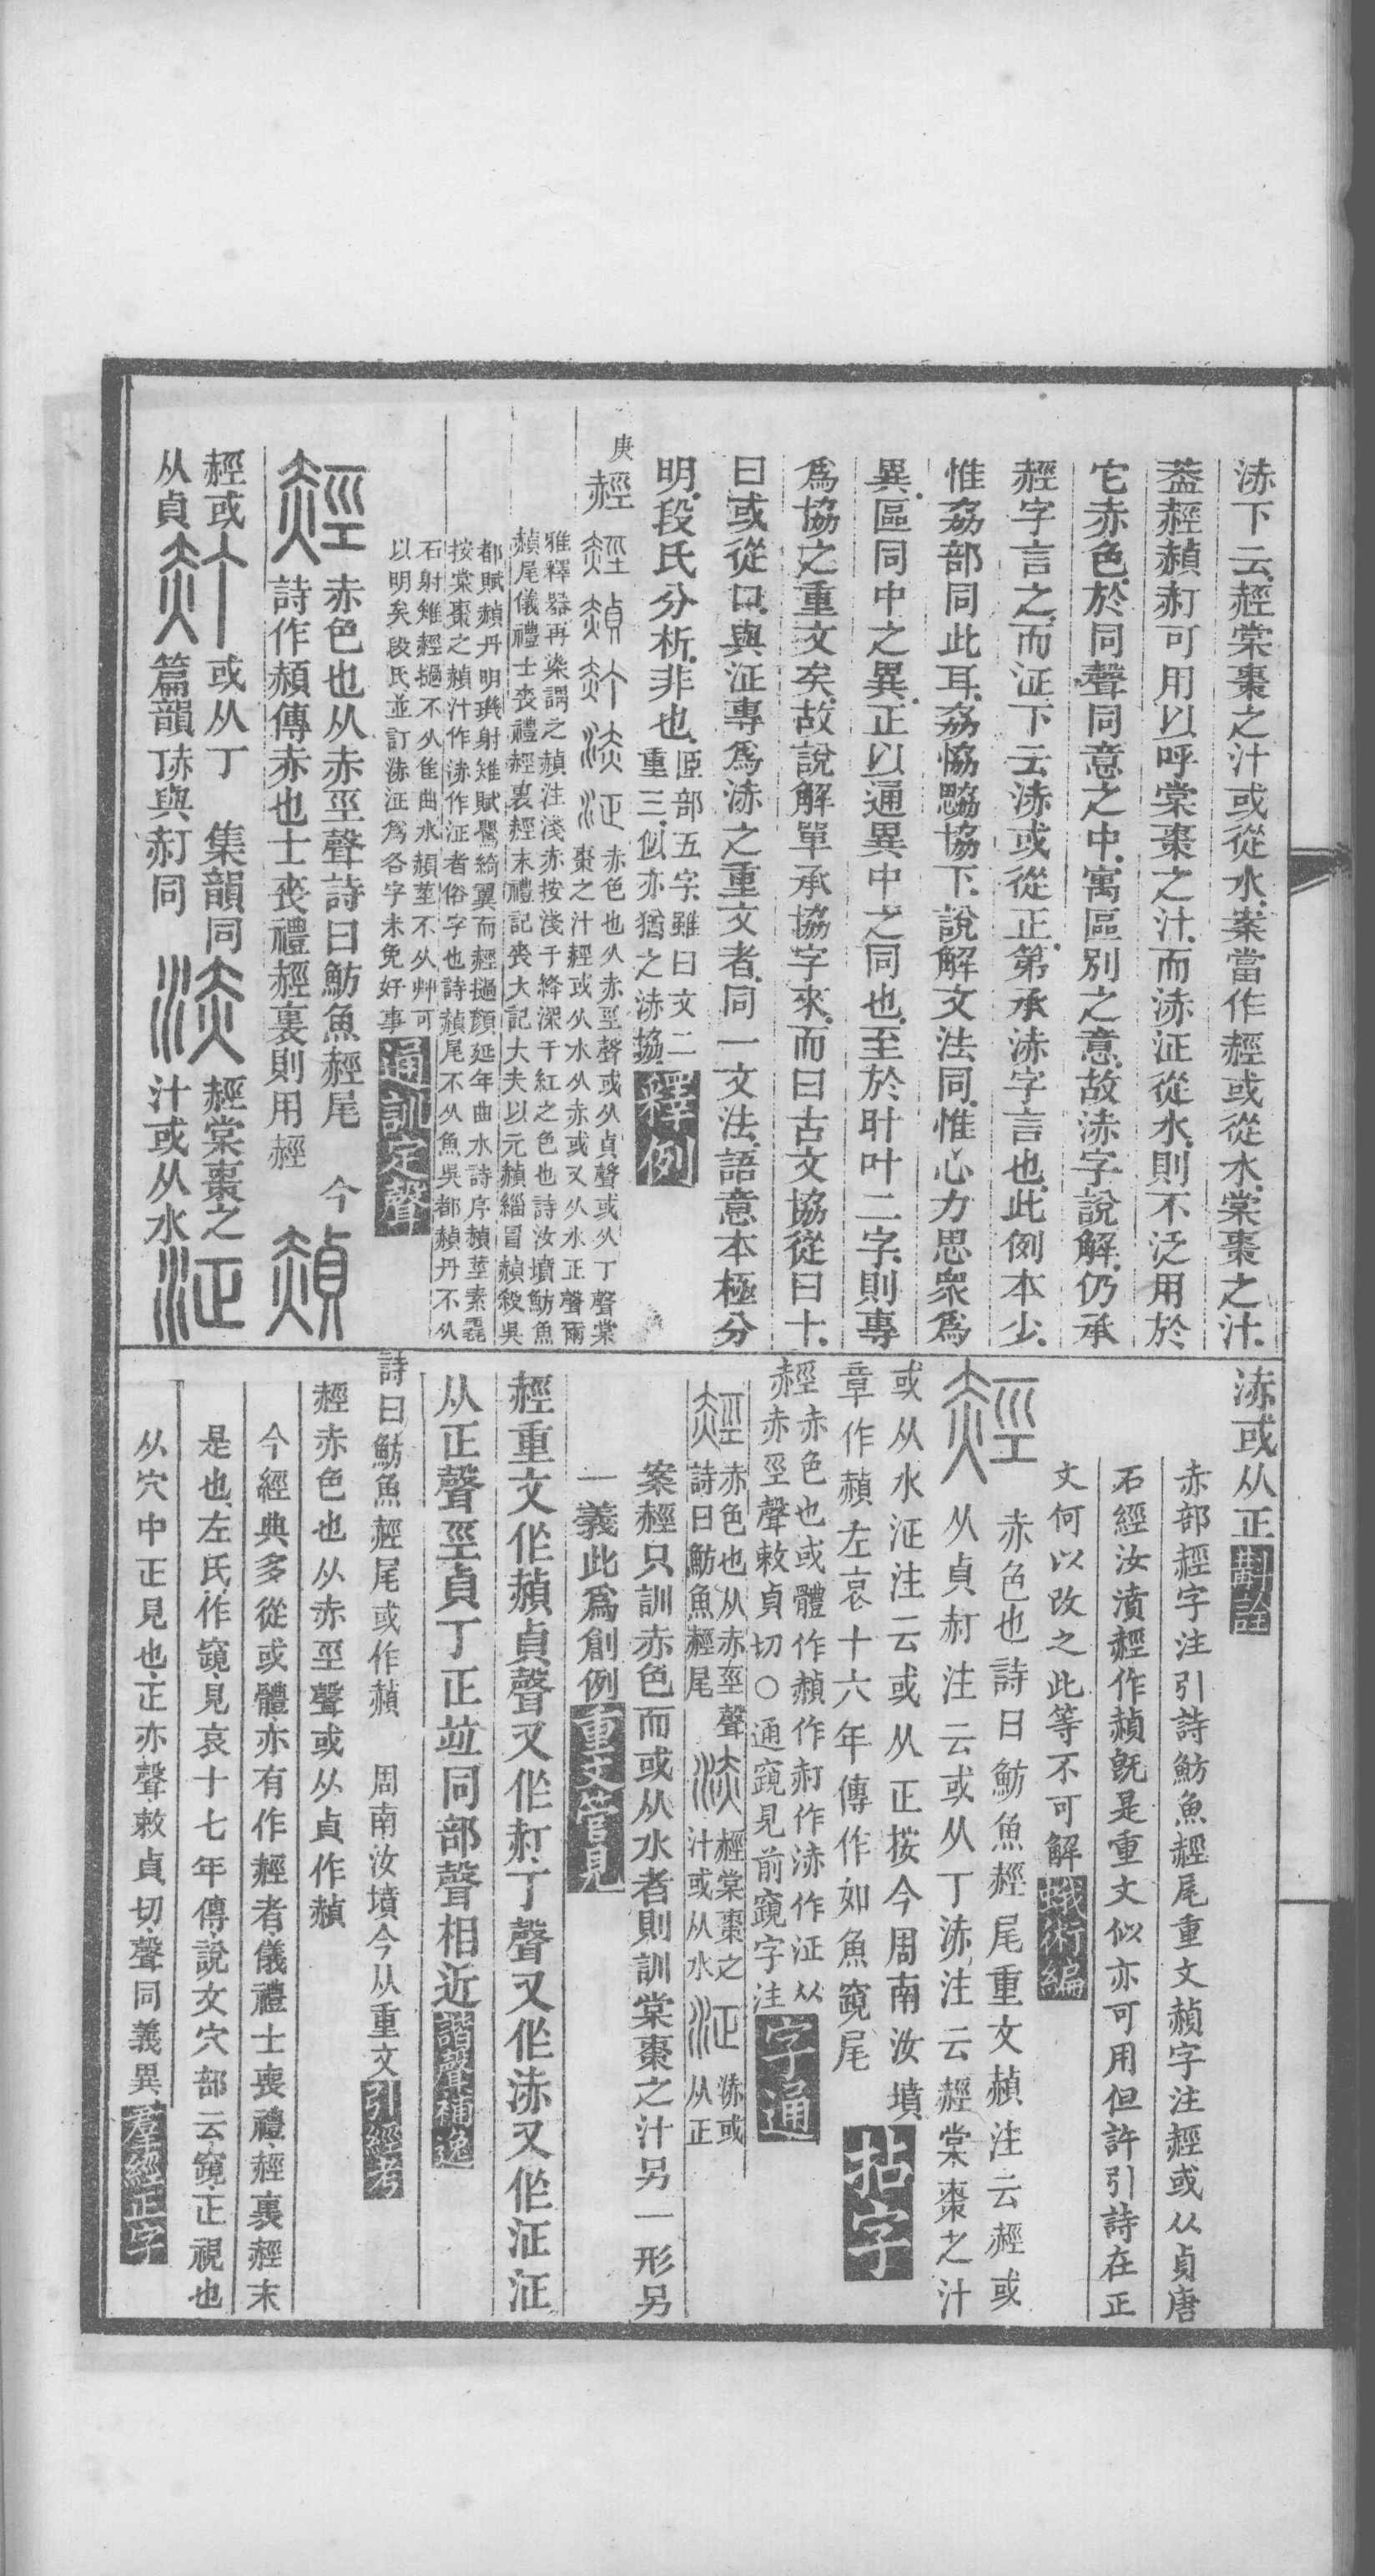 浾下云䞓棠棗之汁或從水案當作䞓或從水棠棗之汁
蓋䞓赬𧹛可用以呼棠棗之汁而浾泟從水則不泛用於
它赤色於同聲同意之中寓區別之意故浾字說解仍承
䞓字言之而泟下云浾或從正第承浾字言也此例本少
惟劦部同此耳劦恊勰協下說解文法同惟心力思衆爲
異區同中之異正以通異中之同也至於旪叶二字則專
爲協之重文矣故說解單承協字來而曰古文協從曰十
曰或從口與泟專爲浾之重文者同一文法語意本極分
明段氏分析非也
臣部五字雖曰文二
重三似亦猶之浾協
釋例
庚䞓
䞓赬𧹛浾泟
赤色也从赤巠聲或从貞聲或从丁聲棠
棗之汁䞓或从水从赤或又从水正聲爾
雅釋器再染謂之赬注淺赤按淺于絳深于紅之色也詩汝墳魴魚
赬尾儀禮士喪禮䞓裏䞓末禮記喪大記大夫以元赬緇冒赬殺吳
都賦赬丹明璣射雉賦鷖綺翼而䞓撾顏延年曲水詩序赬莖素毳
按棠棗之赬汁作浾作泟者俗字也詩赬尾不从魚吳都赬丹不从
石射雉䞓撾不从隹曲水赬莖不从艸可
以明矣段氏並訂浾泟爲各字未免好事
通訓定聲
䞓
赤色也从赤巠聲詩曰魴魚䞓尾 今
詩作赬傳赤也士喪禮䞓裏則用䞓
赬
䞓或
从貞
𧹛
或从丁 集韻同
篇韻丁赤與𧹛同
浾
䞓棠棗之
汁或从水
泟
浾或从正
斠詮
赤部䞓字注引詩魴魚䞓尾重文赬字注䞓或从貞唐
石經汝濆䞓作赬旣是重文似亦可用但許引詩在正
文何以改之此等不可解
蛾術編
䞓
赤色也詩曰魴魚䞓尾重文赬注云䞓或
从貞𧹛注云或从丁浾注云䞓棠棗之汁
或从水泟注云或从正按今周南汝墳
章作赬左哀十六年傳作如魚竀尾
拈字
䞓
赤色也或體作赬作𧹛作浾作泟从
赤巠聲敕貞切○通竀見前竀字注
字通
䞓
赤色也从赤巠聲
詩曰魴魚䞓尾
浾
䞓棠棗之
汁或从水
泟
浾或
从正
案䞓只訓赤色而或从水者則訓棠棗之汁另一形另
一義此爲創例
重文管見
䞓重文作赬貞聲又作𧹛丁聲又作浾又作泟泟
从正聲巠貞丁正竝同部聲相近
諧聲補逸
詩曰魴魚䞓尾或作赬 周南汝墳今从重文
引經考
䞓赤色也从赤巠聲或从貞作赬
今經典多從或體亦有作䞓者儀禮士喪禮䞓裏䞓末
是也左氏作竀見哀十七年傳說文穴部云竀正視也
从穴中正見也正亦聲敕貞切聲同義異
羣經正字